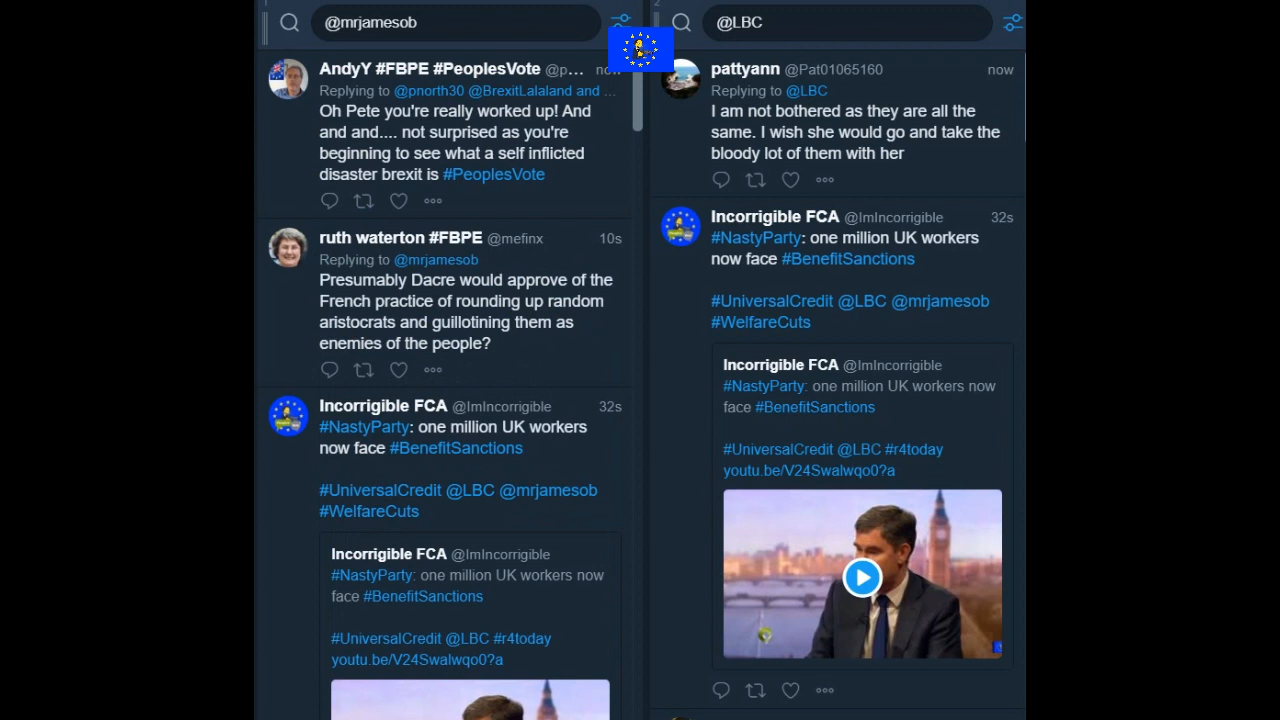 1
@mrjamesob
AndyY #FBPE #PeoplesVote @p... now
Replying to @pnorth30 @BrexitLalaland and ...
Oh Pete you're really worked up! And
and and.... not surprised as you're
beginning to see what a self inflicted
disaster brexit is #PeoplesVote
ruth waterton #FBPE @mefinx 10s
Replying to @mrjamesob
Presumably Dacre would approve of the
French practice of rounding up random
aristocrats and guillotining them as
enemies of the people?
Incorrigible FCA @ImIncorrigible 32s
#NastyParty: one million UK workers
now face #BenefitSanctions
#UniversalCredit @LBC @mrjamesob
#WelfareCuts
Incorrigible FCA @ImIncorrigible
#NastyParty: one million UK workers now
face #BenefitSanctions
#UniversalCredit @LBC #r4today
youtu.be/V24Swalwqo0?a
2
@LBC
pattyann @Pat01065160 now
Replying to @LBC
I am not bothered as they are all the
same. I wish she would go and take the
bloody lot of them with her
Incorrigible FCA @ImIncorrigible 32s
#NastyParty: one million UK workers
now face #BenefitSanctions
#UniversalCredit @LBC @mrjamesob
#WelfareCuts
Incorrigible FCA @ImIncorrigible
#NastyParty: one million UK workers now
face #BenefitSanctions
#UniversalCredit @LBC #r4today
youtu.be/V24Swalwqo0?a